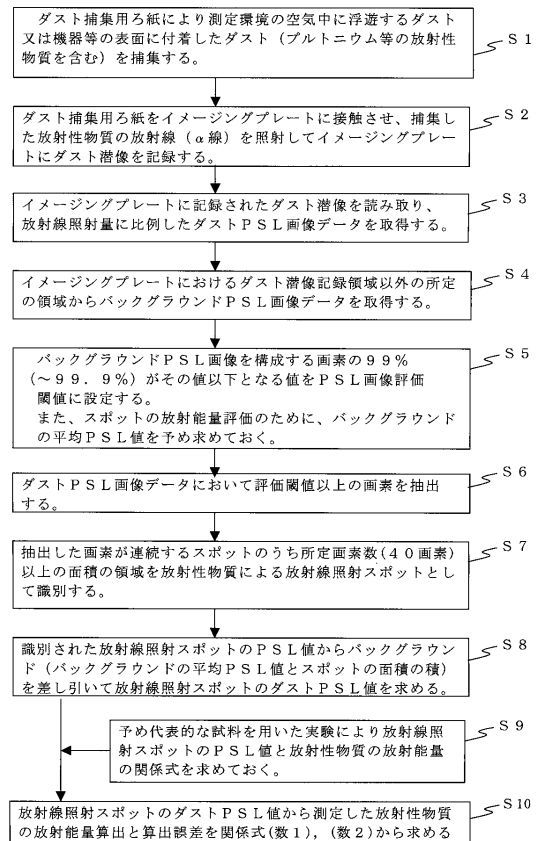 ダスト捕集用ろ紙により測定環境の空気中に浮遊するダスト
又は機器等の表面に付着したダスト（プルトニウム等の放射性
物質を含む）を捕集する。
S1
ダスト捕集用ろ紙をイメージングプレートに接触させ、捕集し
た放射性物質の放射線（α線）を照射してイメージングプレー
トにダスト潜像を記録する。
S2
イメージングプレートに記録されたダスト潜像を読み取り、
放射線照射量に比例したダストPSL画像データを取得する。
S3
イメージングプレートにおけるダスト潜像記録領域以外の所定
の領域からバックグラウンドPSL画像データを取得する。
S4
バックグラウンドPSL画像を構成する画素の99%
（～99．9%）がその値以下となる値をPSL画像評価
閾値に設定する。
また、スポットの放射能量評価のために、バックグラウンド
の平均PSL値を予め求めておく。
S5
ダストPSL画像データにおいて評価閾値以上の画素を抽出
する。
S6
抽出した画素が連続するスポットのうち所定画素数(40画素)
以上の面積の領域を放射性物質による放射線照射スポットとし
て識別する。
S7
識別された放射線照射スポットのPSL値からバックグラウン
ド（バックグラウンドの平均PSL値とスポットの面積の積）
を差し引いて放射線照射スポットのダストPSL値を求める。
S8
予め代表的な試料を用いた実験により放射線照
射スポットのPSL値と放射性物質の放射能量
の関係式を求めておく。
S9
放射線照射スポットのダストPSL値から測定した放射性物質
の放射能量算出と算出誤差を関係式(数1)，(数2)から求める
S10